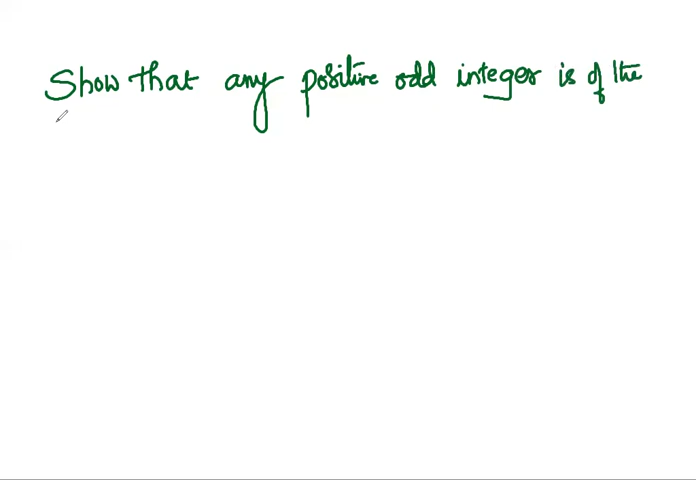 Show that any positive odd integer is of the